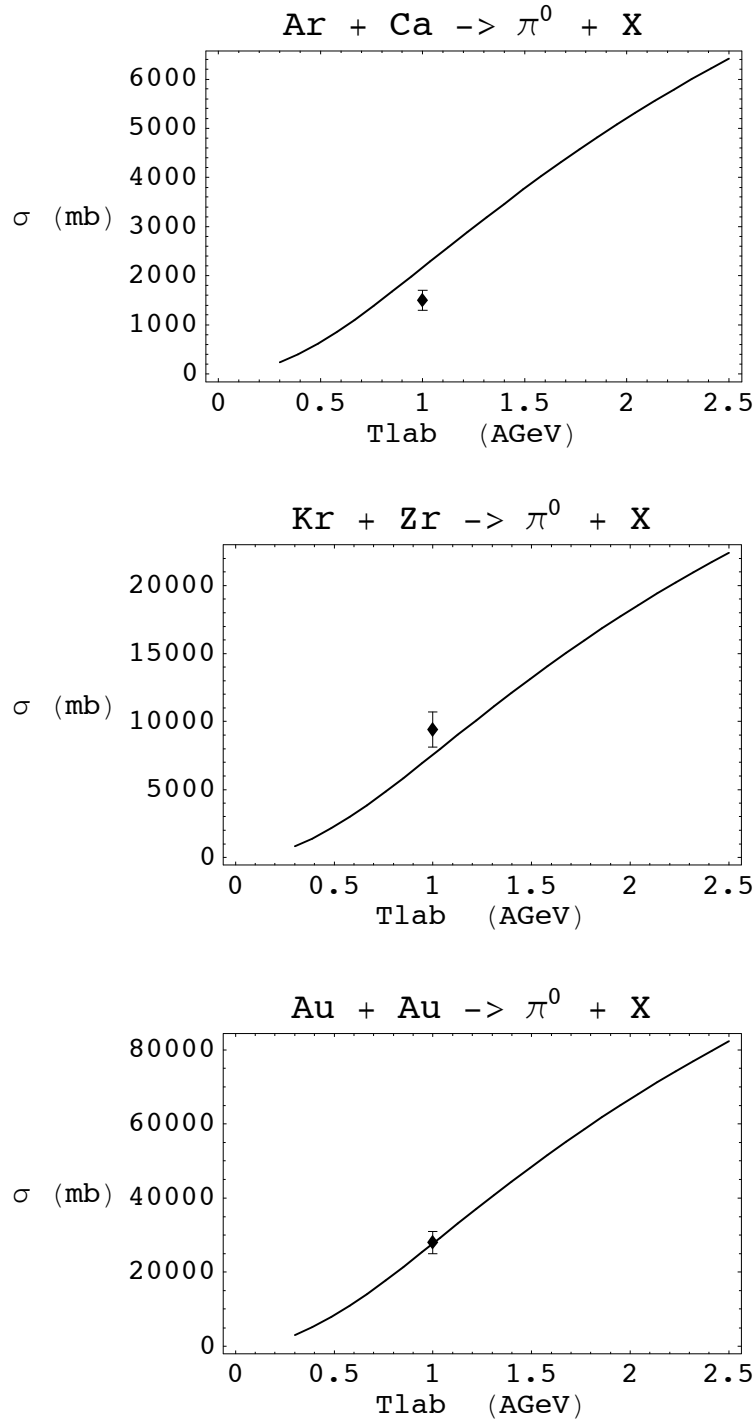 Ar + Ca -> π⁰ + X
6000
5000
4000
σ (mb) 3000
2000
1000
0
0 0.5 1 1.5 2 2.5
Tlab (AGeV)
Kr + Zr -> π⁰ + X
20000
15000
σ (mb) 10000
5000
0
0 0.5 1 1.5 2 2.5
Tlab (AGeV)
Au + Au -> π⁰ + X
80000
60000
σ (mb) 40000
20000
0
0 0.5 1 1.5 2 2.5
Tlab (AGeV)